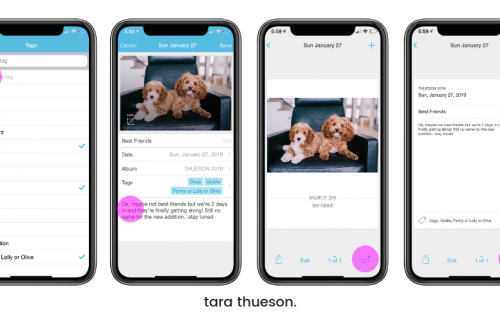 Tags
tag
nt
tion
Lolly or Olive
Cancel Sun January 27 Save
Best Friends
Date Sun, January 27, 2019
Album THUESON 2019
Tags Dogs Goldie
Penny or Lolly or Olive
Ok, maybe not best friends but we're 2 days
in and they're finally getting along! Still no
name for the new addition...stay tuned
5:59
Sun January 27
Best Friends
Edit 1 of 1
5:59
Sun January 27
THUESON 2019
Sun, January 27, 2019
Best Friends
Ok, maybe not best friends but we're 2 days in and they're
finally getting along! Still no name for the new
addition...stay tuned
Dogs, Goldie, Penny or Lolly or Olive
Edit 1 of 1
tara thueson.